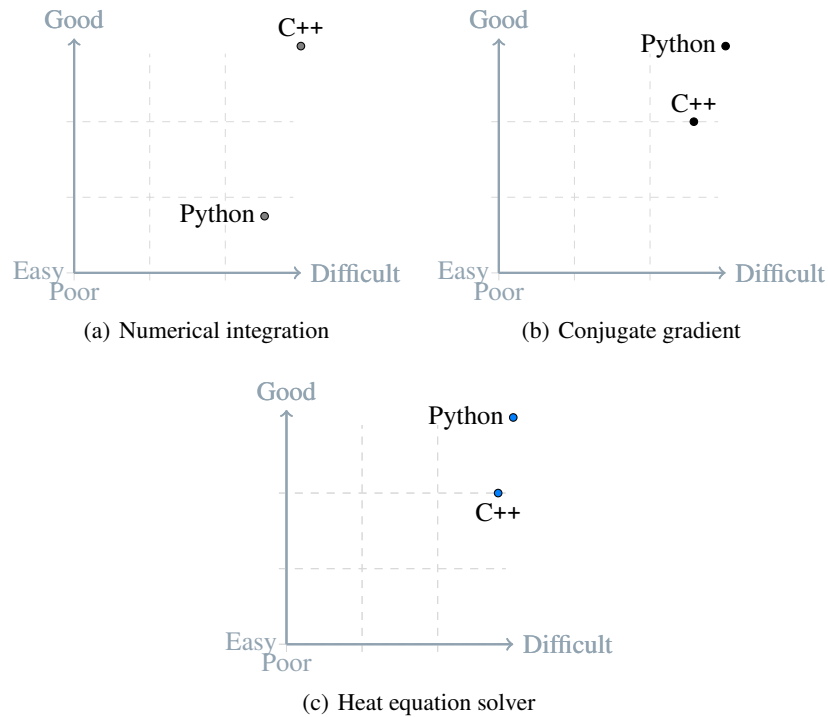 Good
C++
Python
Easy
Poor
Difficult
(a) Numerical integration
Good
Python
C++
Easy
Poor
Difficult
(b) Conjugate gradient
Good
Python
C++
Easy
Poor
Difficult
(c) Heat equation solver